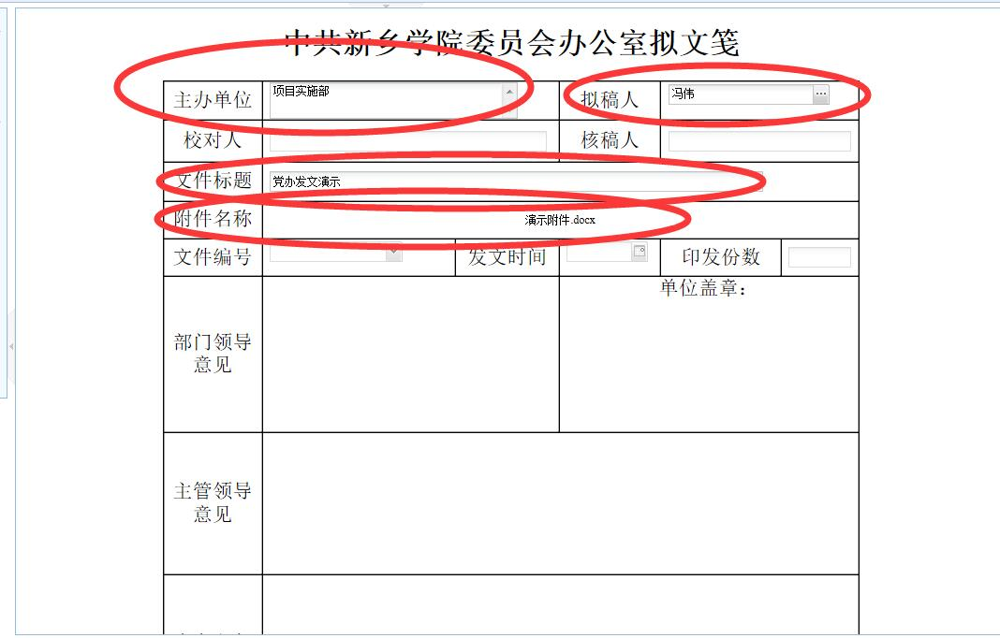 中共新乡学院委员会办公室拟文笺
主办单位 项目实施部 拟稿人 冯伟
校对人 核稿人
文件标题 党办发文演示
附件名称 演示附件.docx
文件编号 发文时间 印发份数
单位盖章：
部门领导
意见
主管领导
意见